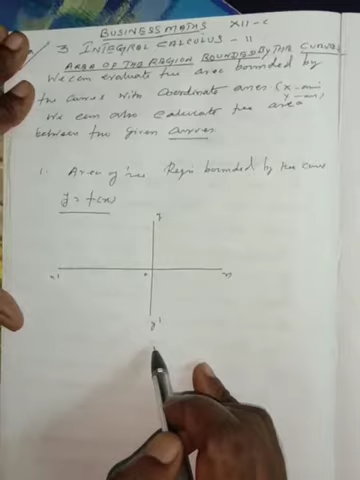 BUSINESS MATHS XII-C
3 INTEGRAL CALCULUS - II
AREA OF THE REGION BOUNDED BY THE CURVES
We can evaluate the area bounded by
the curves with coordinate axes (x-axis
y-axis)
We can also calculate the area
between two given curves.
1. Area of the Region bounded by the curve
y = f(x)
y
x' o x
y'